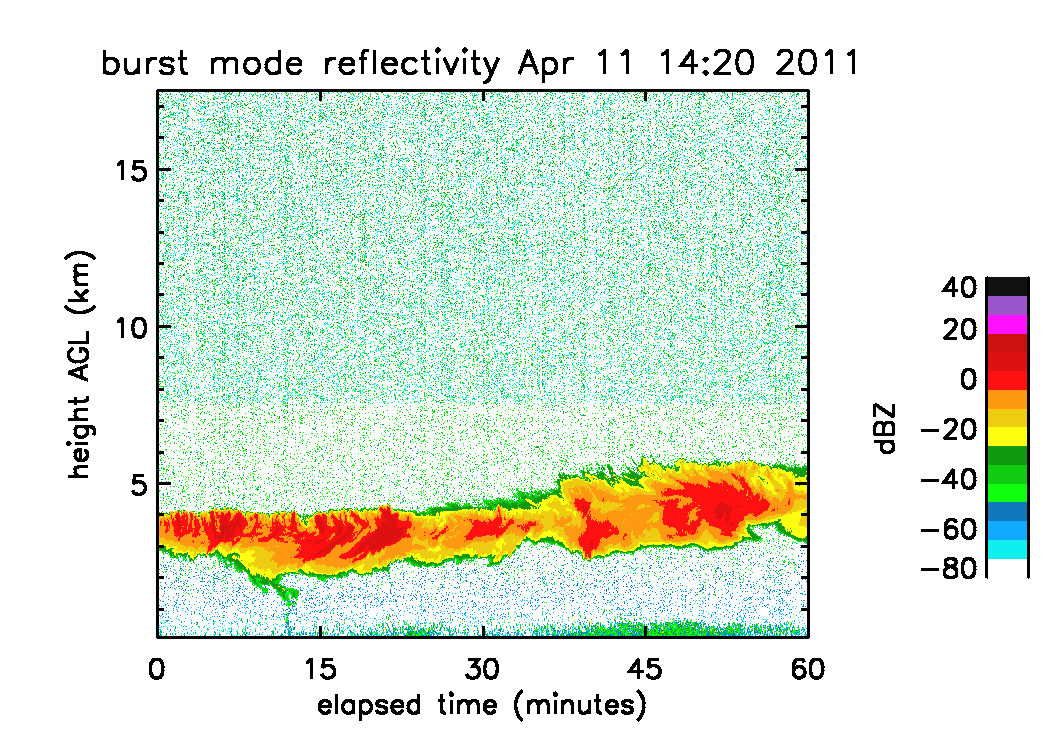 burst mode reflectivity Apr 11 14:20 2011
height AGL (km)
15
10
5
0 15 30 45 60
elapsed time (minutes)
dBZ
40
20
0
−20
−40
−60
−80